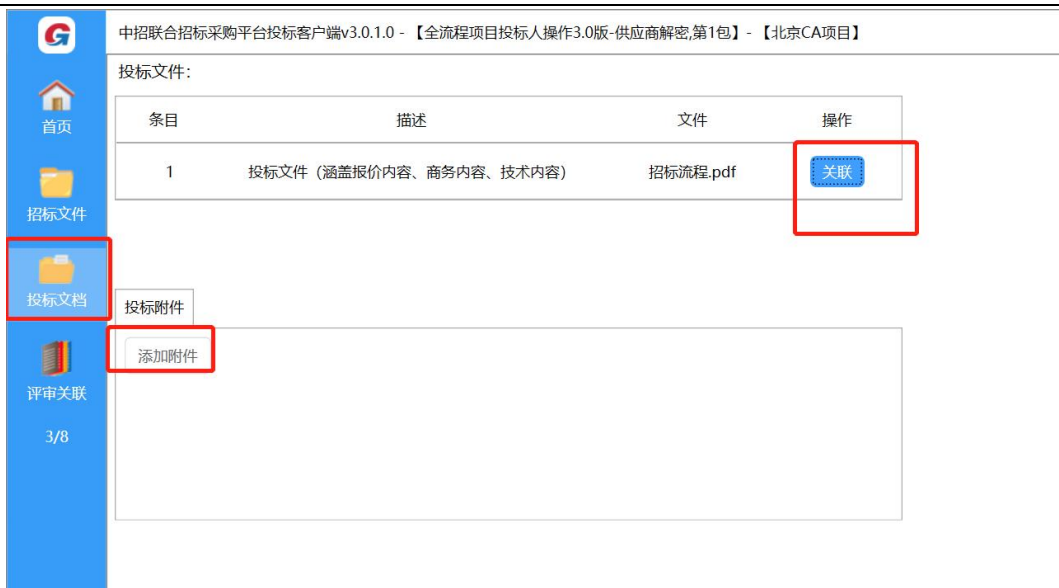 中招联合招标采购平台投标客户端v3.0.1.0 - 【全流程项目投标人操作3.0版-供应商解密,第1包】 - 【北京CA项目】
首页
招标文件
投标文档
评审关联
3/8
投标文件：
条目 描述 文件 操作
1 投标文件（涵盖报价内容、商务内容、技术内容） 招标流程.pdf 关联
投标附件
添加附件